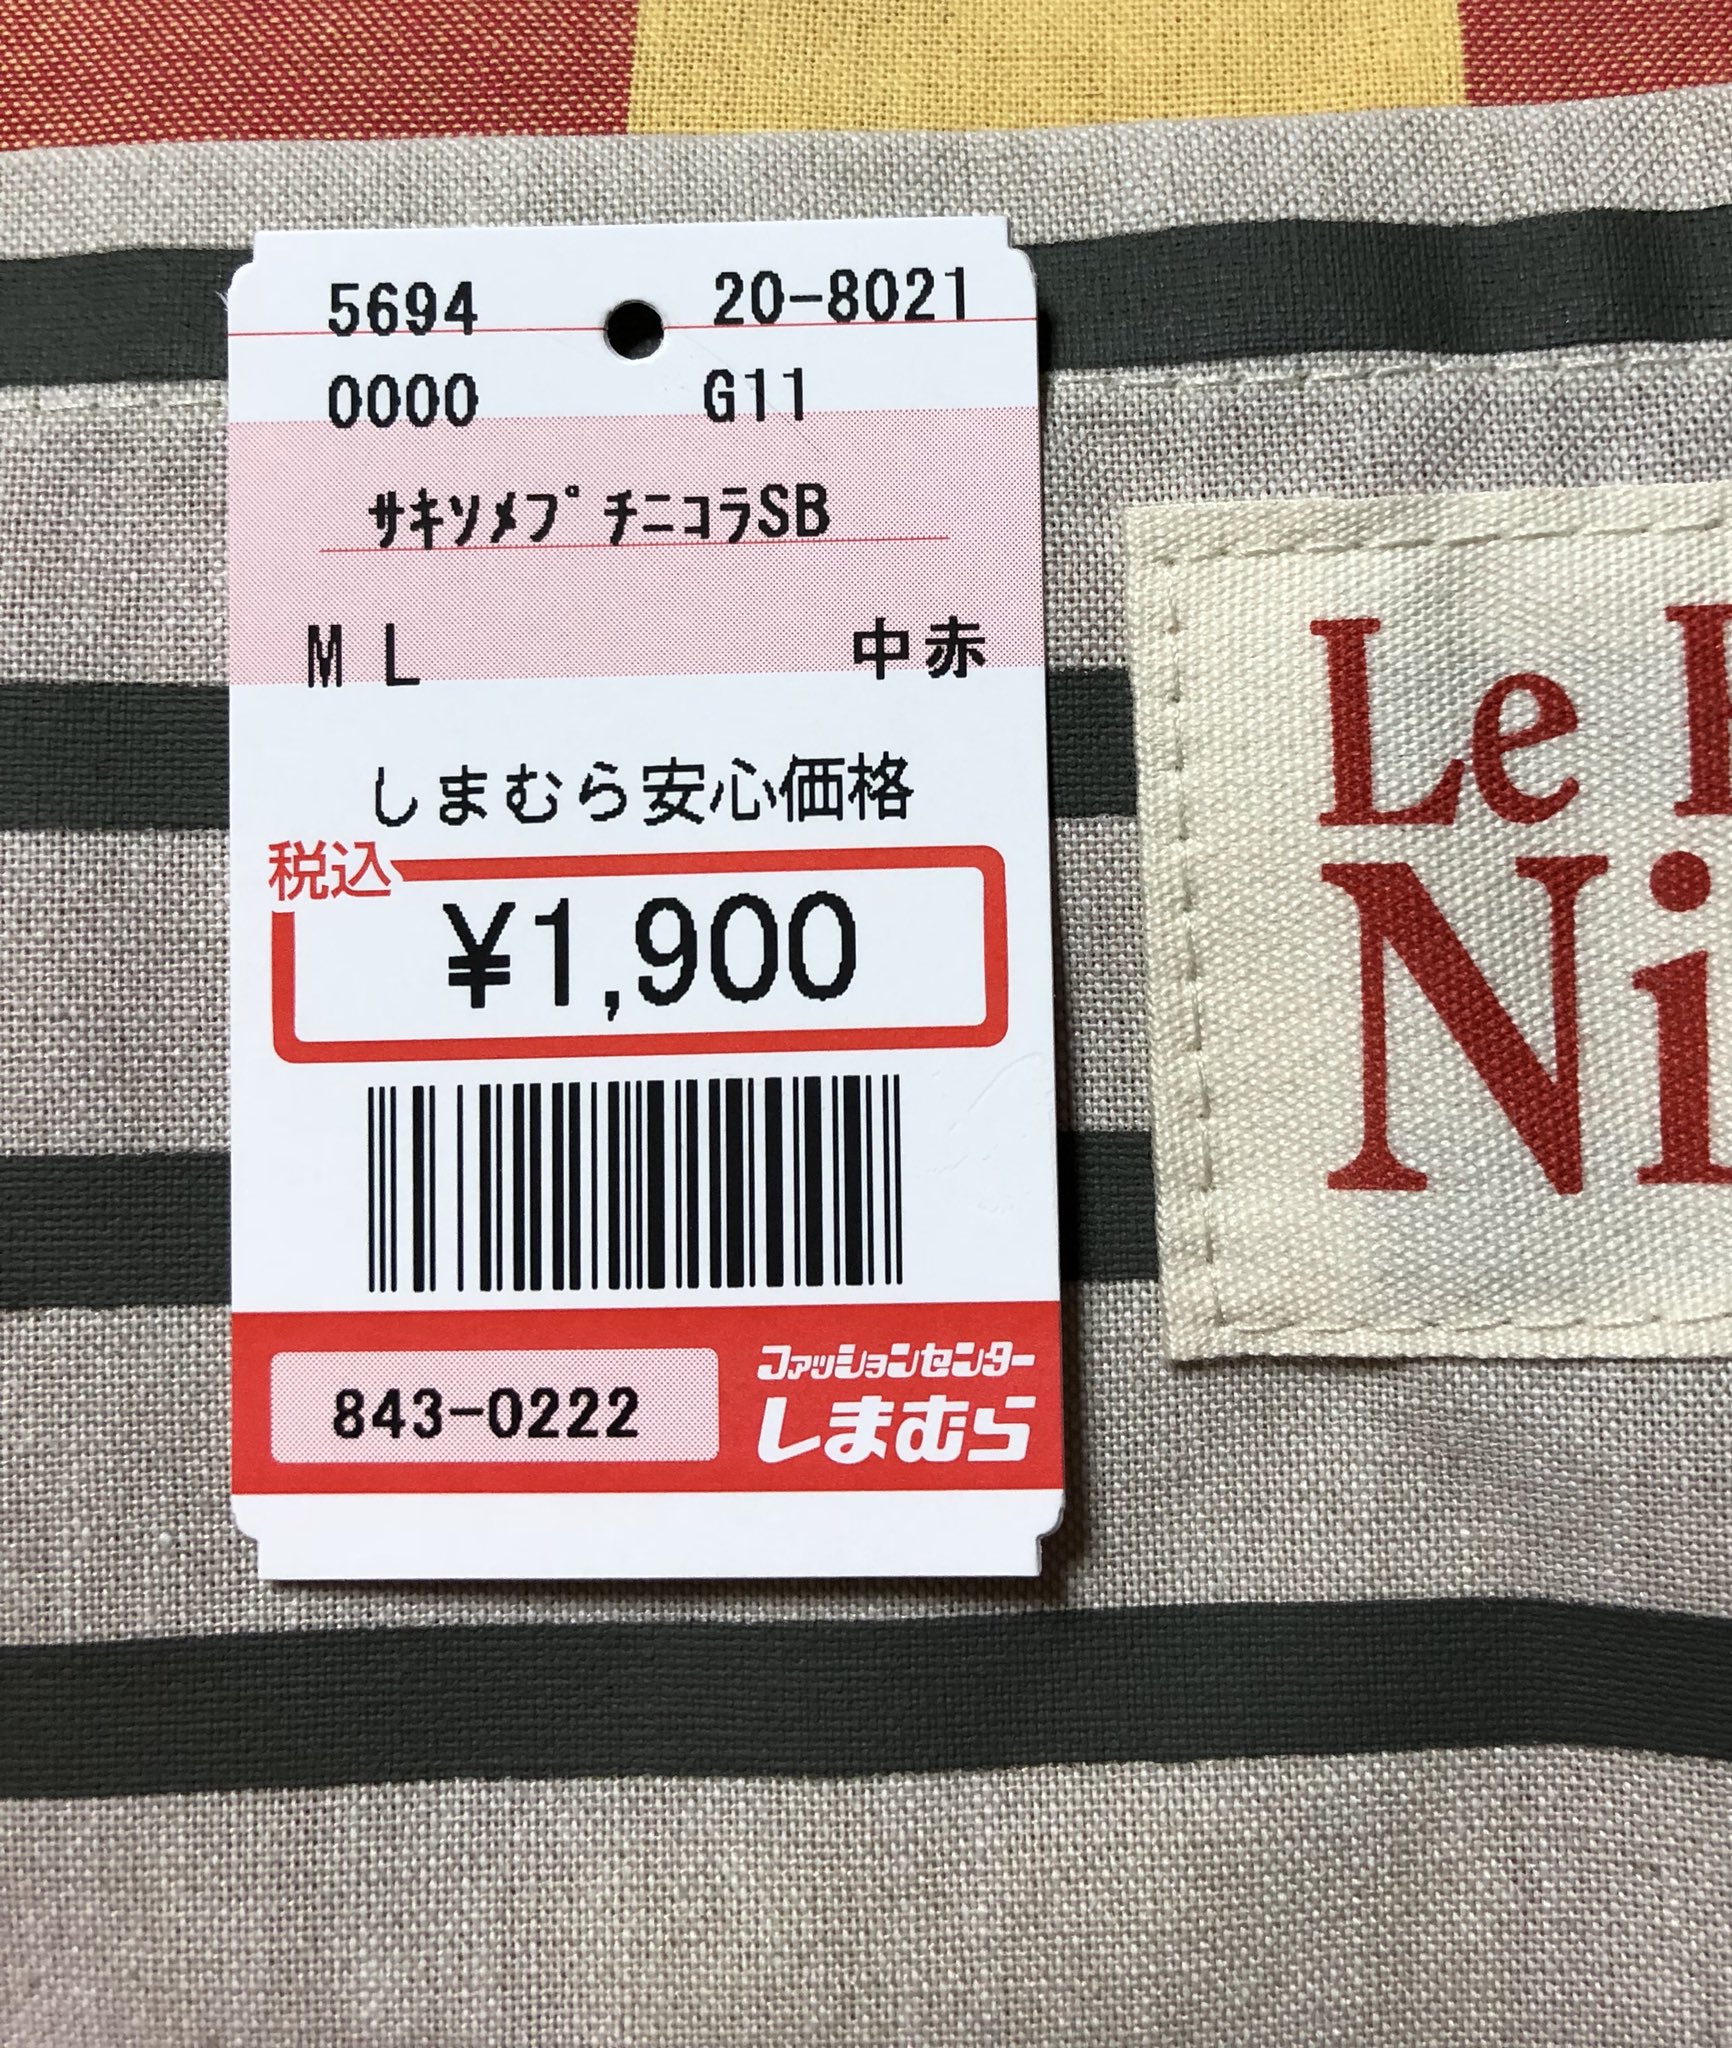 5694 20-8021
0000 G11
サキソメプチニコラSB
M L 中赤
しまむら安心価格
税込
¥1,900
843-0222
ファッションセンター
しまむら
Le
Ni